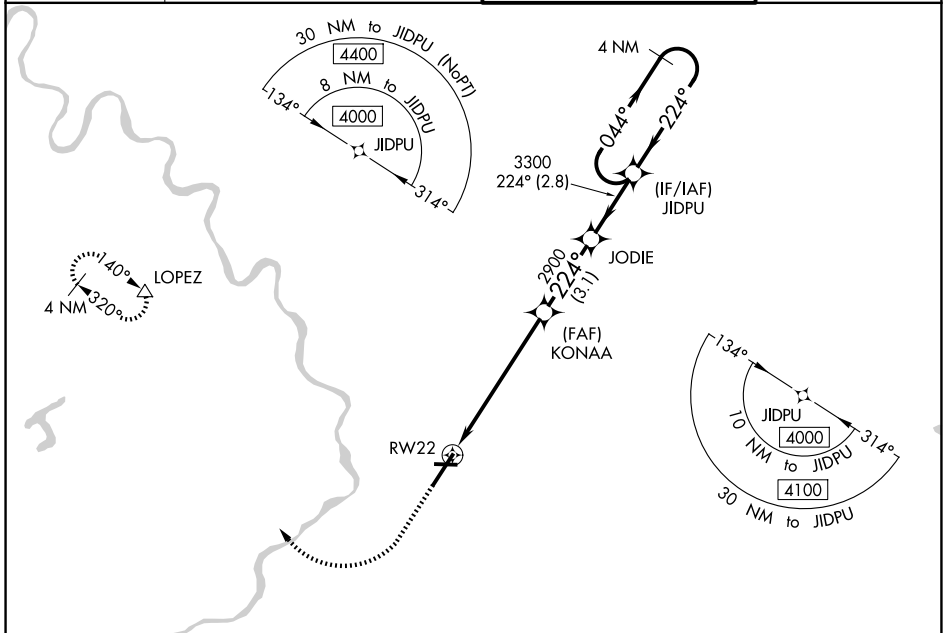 30 NM to JIDPU (NoPT)
4400
8 NM to JIDPU
4000
134°
JIDPU
314°
4 NM
044°
224°
3300
224° (2.8)
(IF/IAF)
JIDPU
JODIE
2900
224°
(3.1)
(FAF)
KONAA
140°
LOPEZ
320°
4 NM
RW22
134°
JIDPU
314°
4000
10 NM to JIDPU
4100
30 NM to JIDPU